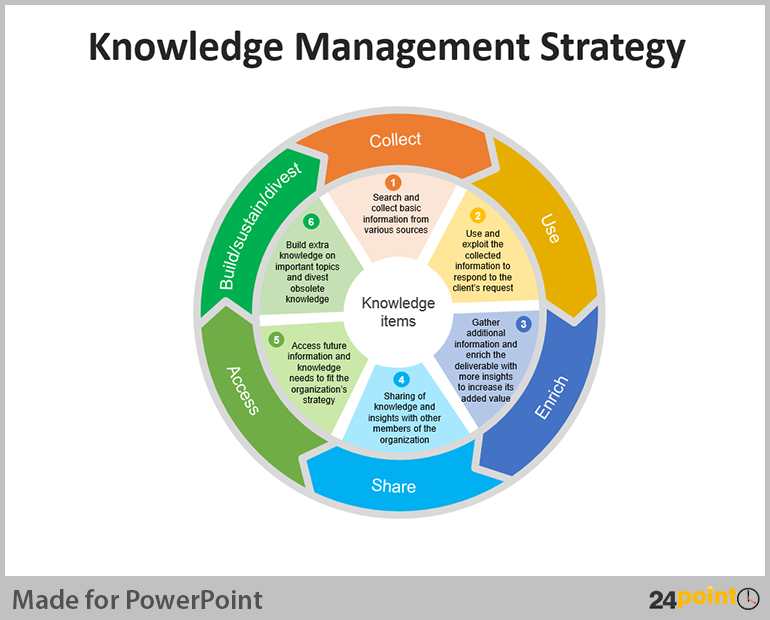 Knowledge Management Strategy
Collect
1
Search and
collect basic
information from
various sources
Use
2
Use and
exploit the
collected
information to
respond to the
client's request
Enrich
3
Gather
additional
information and
enrich the
deliverable with
more insights
to increase its
added value
Share
4
Sharing of
knowledge and
insights with other
members of the
organization
Access
5
Access future
information and
knowledge
needs to fit the
organization's
strategy
Build/sustain/divest
6
Build extra
knowledge on
important topics
and divest
obsolete
knowledge
Knowledge
items
Made for PowerPoint
24point0